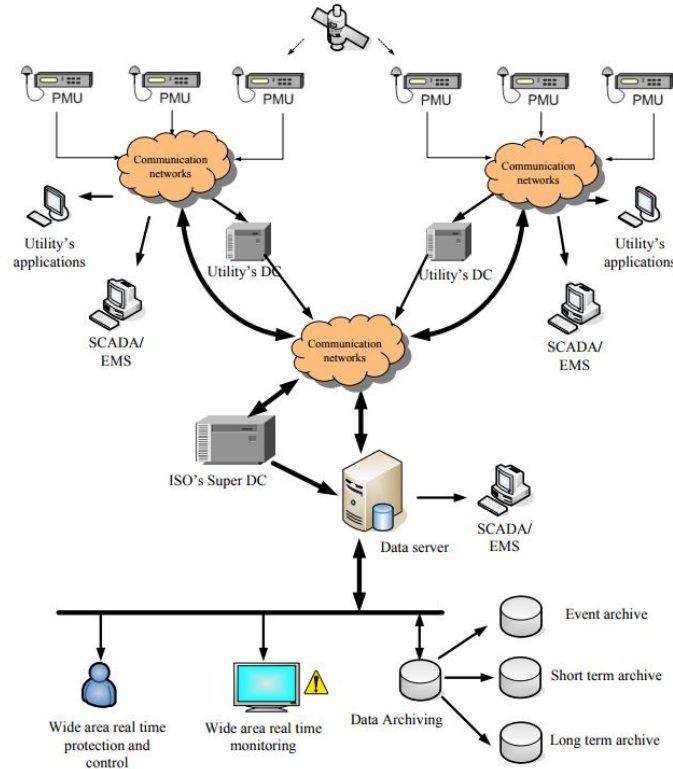 PMU
PMU
PMU
PMU
PMU
PMU
Communication
networks
Communication
networks
Utility's
applications
Utility's DC
Utility's DC
Utility's
applications
SCADA/
EMS
SCADA/
EMS
Communication
networks
ISO's Super DC
Data server
SCADA/
EMS
Event archive
Short term archive
Long term archive
Wide area real time
protection and
control
Wide area real time
monitoring
Data Archiving